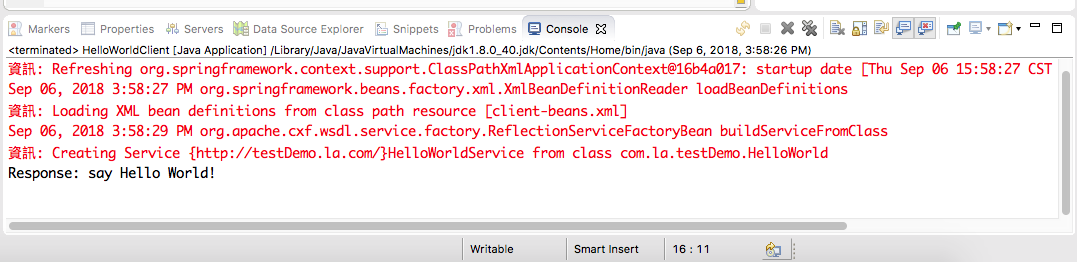 Markers Properties Servers Data Source Explorer Snippets Problems Console
<terminated> HelloWorldClient [Java Application] /Library/Java/JavaVirtualMachines/jdk1.8.0_40.jdk/Contents/Home/bin/java (Sep 6, 2018, 3:58:26 PM)
資訊: Refreshing org.springframework.context.support.ClassPathXmlApplicationContext@16b4a017: startup date [Thu Sep 06 15:58:27 CST
Sep 06, 2018 3:58:27 PM org.springframework.beans.factory.xml.XmlBeanDefinitionReader loadBeanDefinitions
資訊: Loading XML bean definitions from class path resource [client-beans.xml]
Sep 06, 2018 3:58:29 PM org.apache.cxf.wsdl.service.factory.ReflectionServiceFactoryBean buildServiceFromClass
資訊: Creating Service {http://testDemo.la.com/}HelloWorldService from class com.la.testDemo.HelloWorld
Response: say Hello World!
Writable Smart Insert 16 : 11